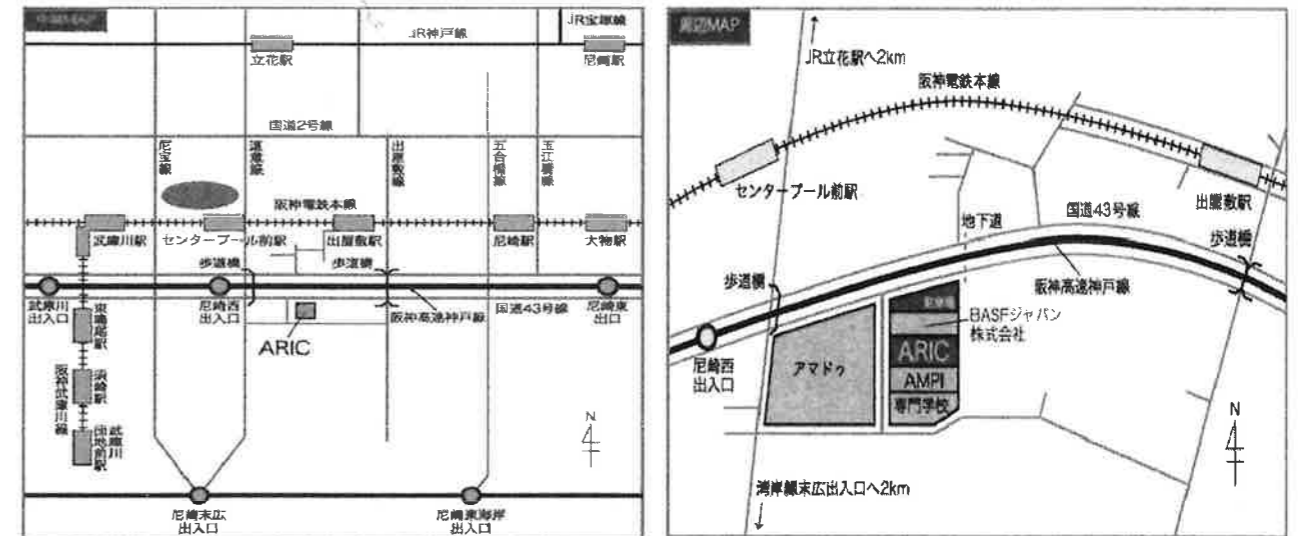 JR宝塚線
JR神戸線
立花駅
尼崎駅
国道2号線
尼宝線
道意線
出屋敷線
五合橋線
玉江橋線
阪神電鉄本線
武庫川駅
センタープール前駅
出屋敷駅
尼崎駅
大物駅
歩道橋
歩道橋
武庫川
出入口
尼崎西
出入口
阪神高速神戸線
国道43号線
尼崎東
出口
ARIC
東鳴尾駅
洲崎駅
阪神武庫川線
武庫川
団地前駅
N
尼崎末広
出入口
尼崎東海岸
出入口
周辺MAP
JR立花駅へ2km
阪神電鉄本線
センタープール前駅
出屋敷駅
国道43号線
地下道
歩道橋
歩道橋
阪神高速神戸線
駐車場
BASFジャパン
株式会社
ARIC
AMPI
専門学校
アマドゥ
尼崎西
出入口
N
湾岸線末広出入口へ2km